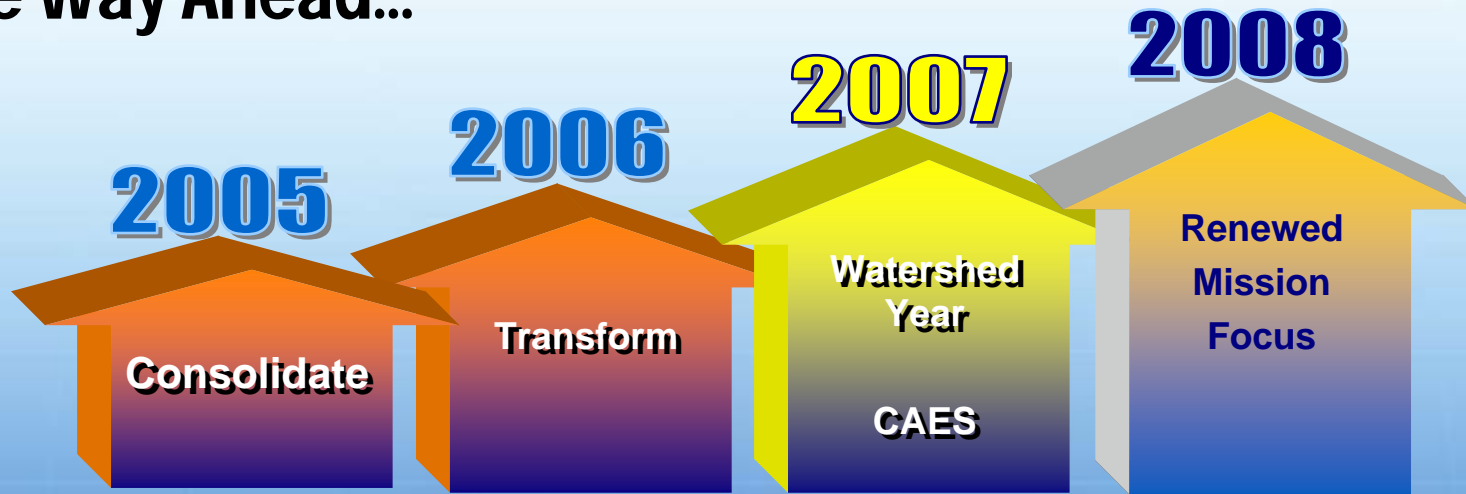 e Way Ahead...
2005
2006
2007
2008
Consolidate
Transform
Watershed
Year
CAES
Renewed
Mission
Focus